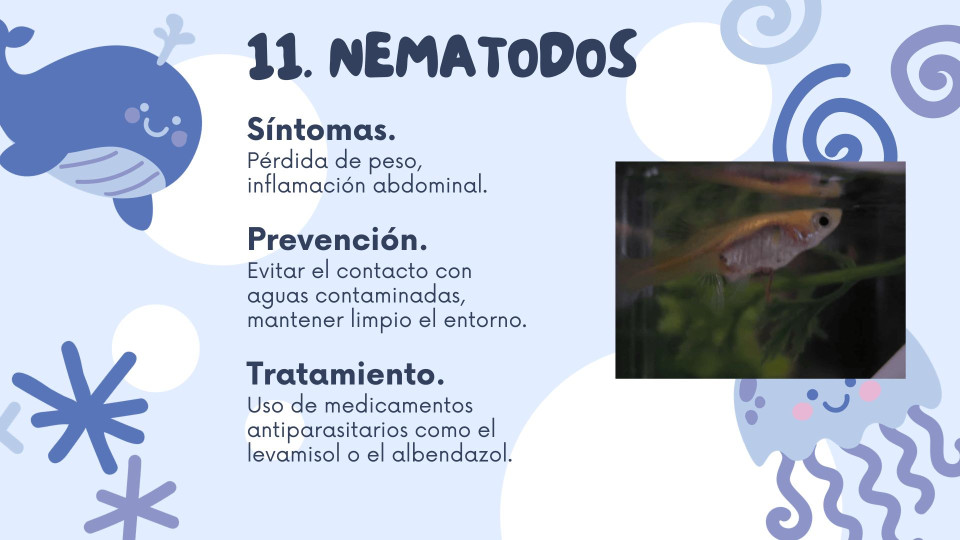 11. NEMATODOS
Síntomas.
Pérdida de peso,
inflamación abdominal.
Prevención.
Evitar el contacto con
aguas contaminadas,
mantener limpio el entorno.
Tratamiento.
Uso de medicamentos
antiparasitarios como el
levamisol o el albendazol.